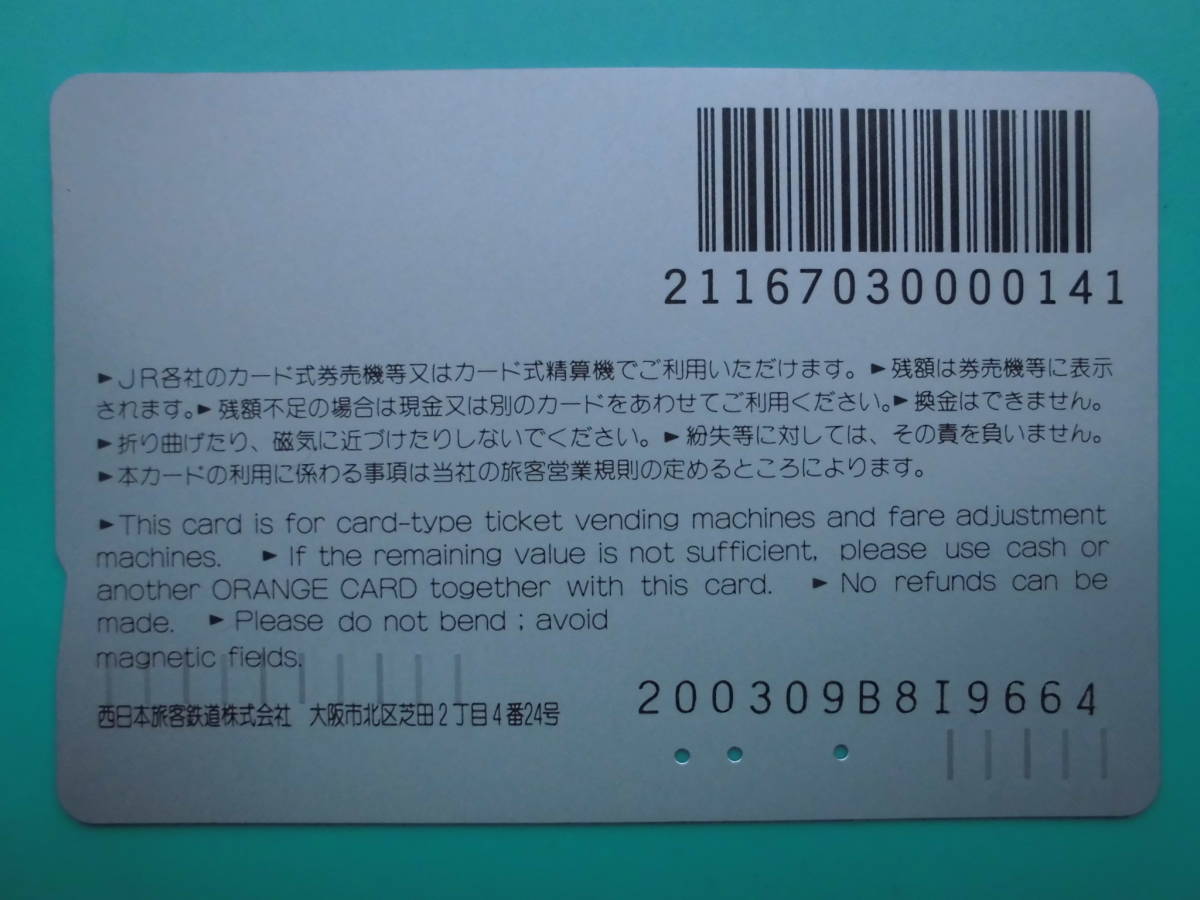 21167030000141
►JR各社のカード式券売機等又はカード式精算機でご利用いただけます。►残額は券売機等に表示
されます。►残額不足の場合は現金又は別のカードをあわせてご利用ください。►換金はできません。
►折り曲げたり、磁気に近づけたりしないでください。►紛失等に対しては、その責を負いません。
►本カードの利用に係わる事項は当社の旅客営業規則の定めるところによります。
►This card is for card-type ticket vending machines and fare adjustment
machines. ►If the remaining value is not sufficient, please use cash or
another ORANGE CARD together with this card. ►No refunds can be
made. ►Please do not bend ; avoid
magnetic fields.
西日本旅客鉄道株式会社 大阪市北区芝田2丁目4番24号
200309B8I9664